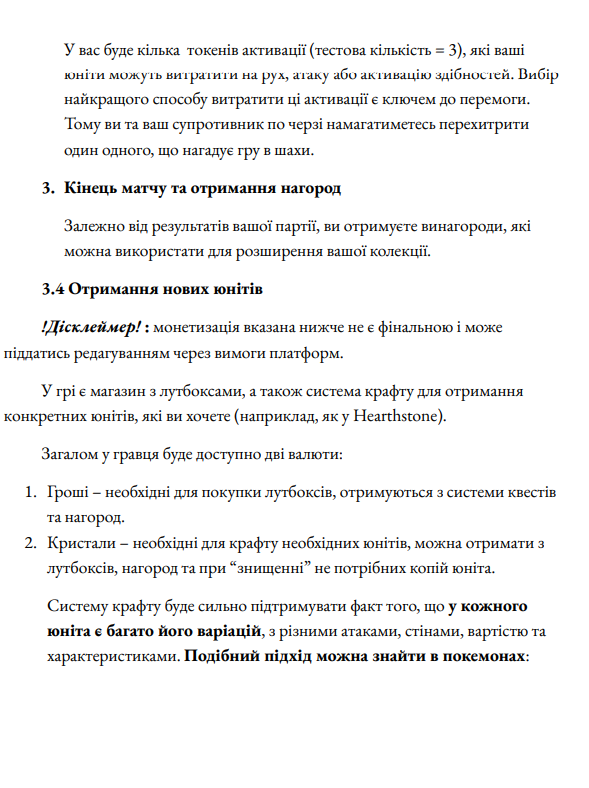 У вас буде кілька токенів активації (тестова кількість = 3), які ваші
юніти можуть витратити на рух, атаку або активацію здібностей. Вибір
найкращого способу витратити ці активації є ключем до перемоги.
Тому ви та ваш супротивник по черзі намагатиметесь перехитрити
один одного, що нагадує гру в шахи.
3. Кінець матчу та отримання нагород
Залежно від результатів вашої партії, ви отримуєте винагороди, які
можна використати для розширення вашої колекції.
3.4 Отримання нових юнітів
!Дісклеймер! : монетизація вказана нижче не є фінальною і може
піддатись редагуванням через вимоги платформ.
У грі є магазин з лутбоксами, а також система крафту для отримання
конкретних юнітів, які ви хочете (наприклад, як у Hearthstone).
Загалом у гравця буде доступно дві валюти:
1. Гроші – необхідні для покупки лутбоксів, отримуються з системи квестів
та нагород.
2. Кристали – необхідні для крафту необхідних юнітів, можна отримати з
лутбоксів, нагород та при “знищенні” не потрібних копій юніта.
Систему крафту буде сильно підтримувати факт того, що у кожного
юніта є багато його варіацій, з різними атаками, стінами, вартістю та
характеристиками. Подібний підхід можна знайти в покемонах: